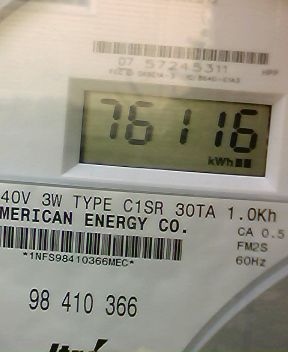 07 57245311
HPP
76116
kWh
40V 3W TYPE C1SR 30TA 1.0Kh
MERICAN ENERGY CO.
CA 0.5
FM2S
60Hz
*1NFS98410366MEC*
98 410 366